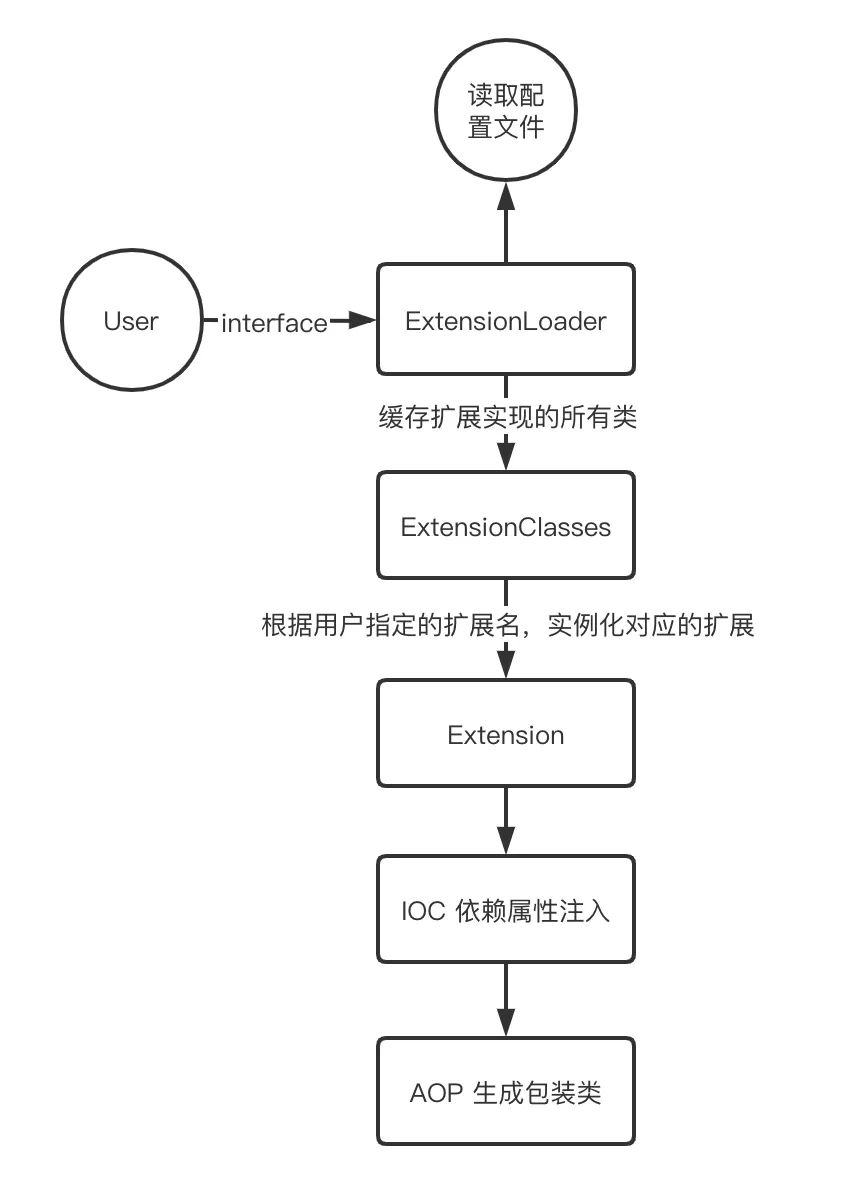 读取配
置文件
User
interface
ExtensionLoader
缓存扩展实现的所有类
ExtensionClasses
根据用户指定的扩展名，实例化对应的扩展
Extension
IOC 依赖属性注入
AOP 生成包装类